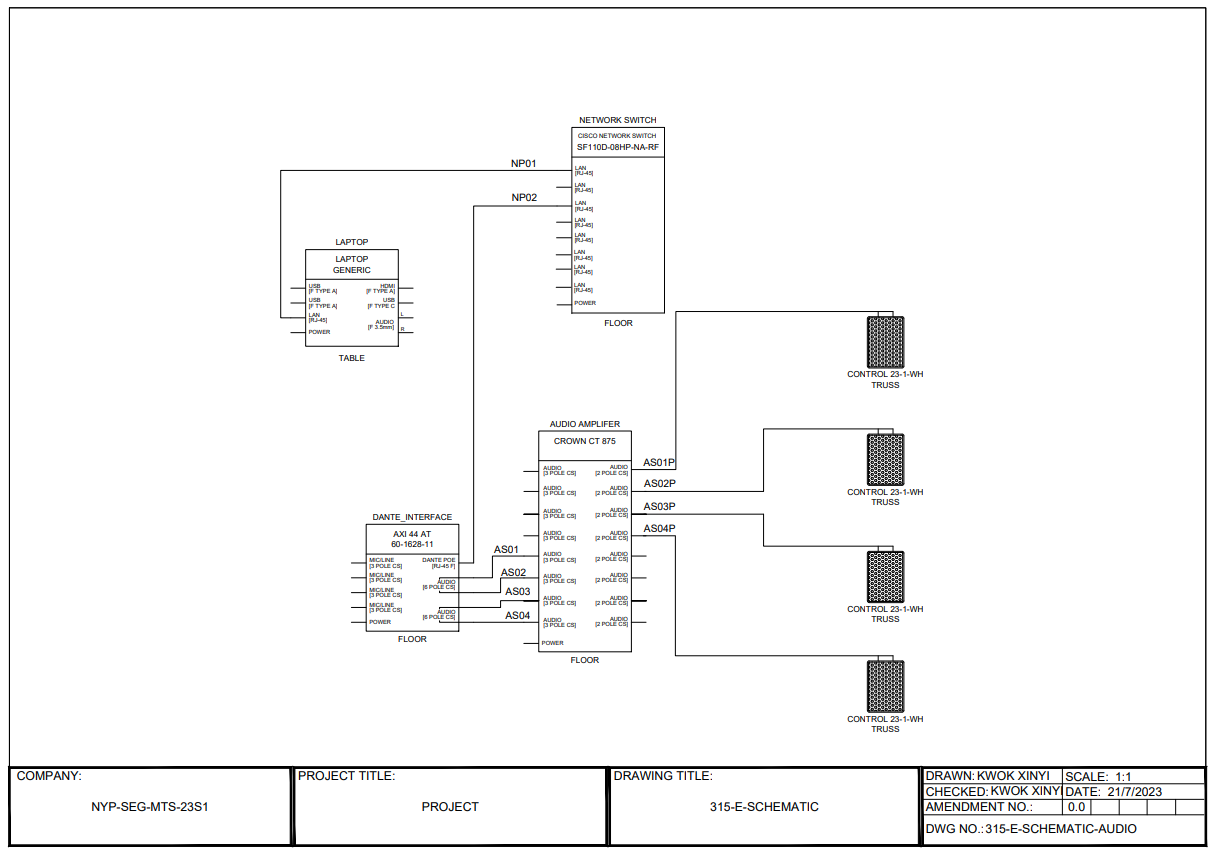 NETWORK SWITCH
CISCO NETWORK SWITCH
SF110D-08HP-NA-RF
NP01
LAN
[RJ-45]
LAN
[RJ-45]
NP02
LAN
[RJ-45]
LAN
[RJ-45]
LAN
[RJ-45]
LAN
[RJ-45]
LAN
[RJ-45]
LAN
[RJ-45]
POWER
FLOOR
LAPTOP
LAPTOP
GENERIC
USB
[F TYPE A]
USB
[F TYPE A]
LAN
[RJ-45]
POWER
HDMI
[F TYPE A]
USB
[F TYPE C
L
AUDIO
[F 3.5mm]
R
TABLE
CONTROL 23-1-WH
TRUSS
AUDIO AMPLIFER
CROWN CT 875
AUDIO
[3 POLE CS]
AUDIO
[3 POLE CS]
AUDIO
[3 POLE CS]
AUDIO
[3 POLE CS]
AUDIO
[3 POLE CS]
AUDIO
[3 POLE CS]
AUDIO
[3 POLE CS]
AUDIO
[3 POLE CS]
POWER
AUDIO
[2 POLE CS]
AUDIO
[2 POLE CS]
AUDIO
[2 POLE CS]
AUDIO
[2 POLE CS]
AUDIO
[2 POLE CS]
AUDIO
[2 POLE CS]
AUDIO
[2 POLE CS]
AUDIO
[2 POLE CS]
FLOOR
AS01P
AS02P
AS03P
AS04P
CONTROL 23-1-WH
TRUSS
DANTE_INTERFACE
AXI 44 AT
60-1628-11
MIC/LINE
[3 POLE CS]
MIC/LINE
[3 POLE CS]
MIC/LINE
[3 POLE CS]
MIC/LINE
[3 POLE CS]
POWER
DANTE POE
[RJ-45 F]
AUDIO
[6 POLE CS]
AUDIO
[6 POLE CS]
FLOOR
AS01
AS02
AS03
AS04
CONTROL 23-1-WH
TRUSS
CONTROL 23-1-WH
TRUSS
COMPANY:
NYP-SEG-MTS-23S1
PROJECT TITLE:
PROJECT
DRAWING TITLE:
315-E-SCHEMATIC
DRAWN: KWOK XINYI
SCALE: 1:1
CHECKED: KWOK XINYI
DATE: 21/7/2023
AMENDMENT NO.:
0.0
DWG NO.: 315-E-SCHEMATIC-AUDIO